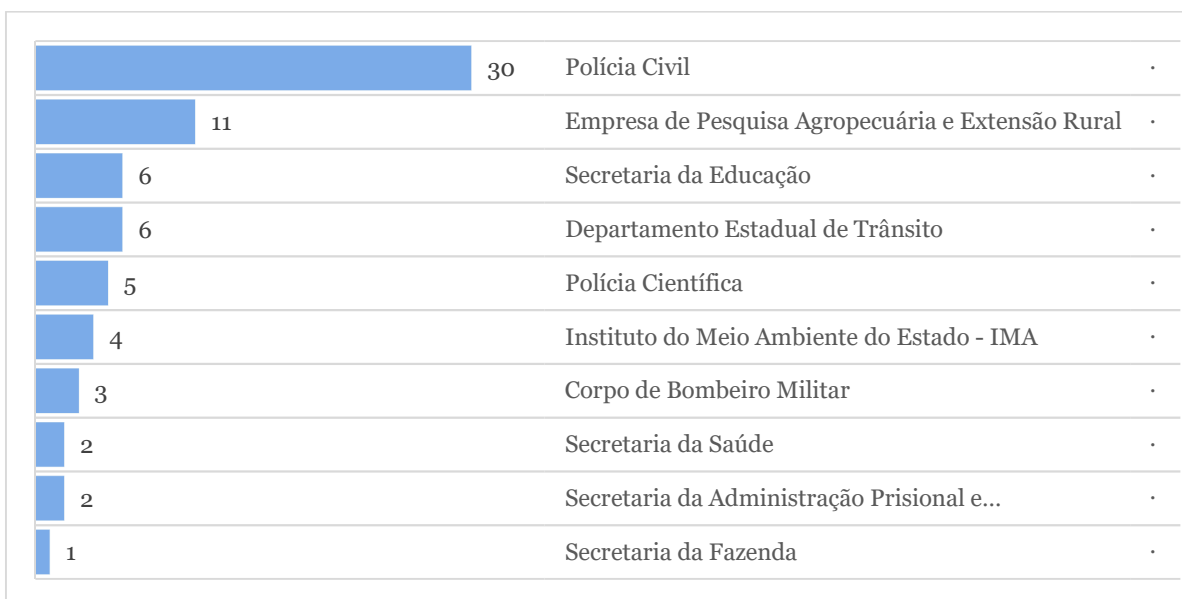 30 Polícia Civil ·
11 Empresa de Pesquisa Agropecuária e Extensão Rural ·
6 Secretaria da Educação ·
6 Departamento Estadual de Trânsito ·
5 Polícia Científica ·
4 Instituto do Meio Ambiente do Estado - IMA ·
3 Corpo de Bombeiro Militar ·
2 Secretaria da Saúde ·
2 Secretaria da Administração Prisional e... ·
1 Secretaria da Fazenda ·